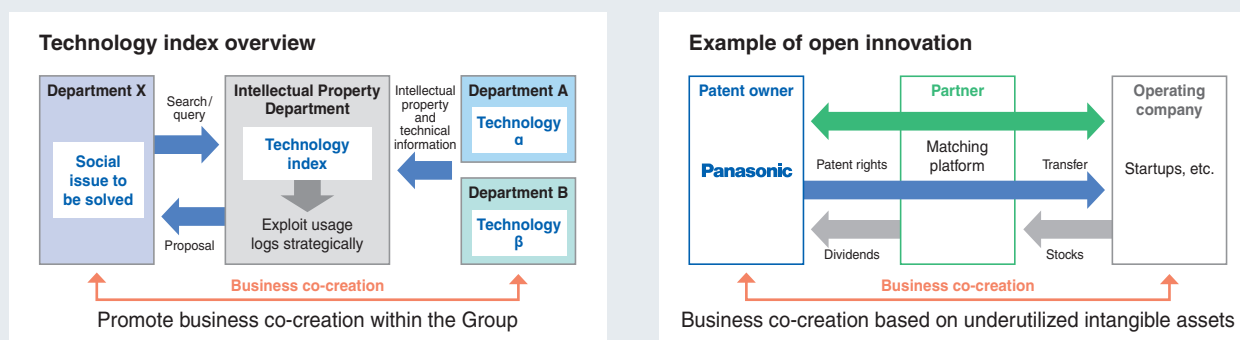 Technology index overview
Department X
Social
issue to
be solved
Search/
query
Proposal
Intellectual Property
Department
Technology
index
Exploit usage
logs strategically
Intellectual
property
and
technical
information
Department A
Technology
α
Department B
Technology
β
Business co-creation
Promote business co-creation within the Group
Example of open innovation
Patent owner
Panasonic
Partner
Matching
platform
Operating
company
Startups, etc.
Patent rights
Transfer
Dividends
Stocks
Business co-creation
Business co-creation based on underutilized intangible assets